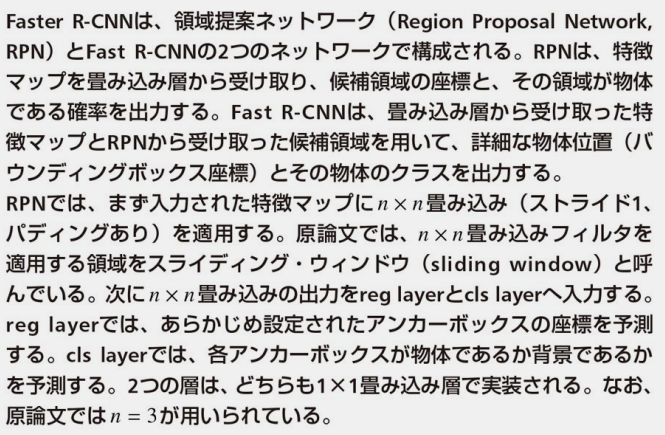 Faster R-CNNは、領域提案ネットワーク（Region Proposal Network,
RPN）とFast R-CNNの2つのネットワークで構成される。RPNは、特徴
マップを畳み込み層から受け取り、候補領域の座標と、その領域が物体
である確率を出力する。Fast R-CNNは、畳み込み層から受け取った特
徴マップとRPNから受け取った候補領域を用いて、詳細な物体位置（バ
ウンディングボックス座標）とその物体のクラスを出力する。
RPNでは、まず入力された特徴マップにn×n畳み込み（ストライド1、
パディングあり）を適用する。原論文では、n×n畳み込みフィルタを
適用する領域をスライディング・ウィンドウ（sliding window）と呼
んでいる。次にn×n畳み込みの出力をreg layerとcls layerへ入力する。
reg layerでは、あらかじめ設定されたアンカーボックスの座標を予測
する。cls layerでは、各アンカーボックスが物体であるか背景であるか
を予測する。2つの層は、どちらも1×1畳み込み層で実装される。なお、
原論文ではn = 3が用いられている。